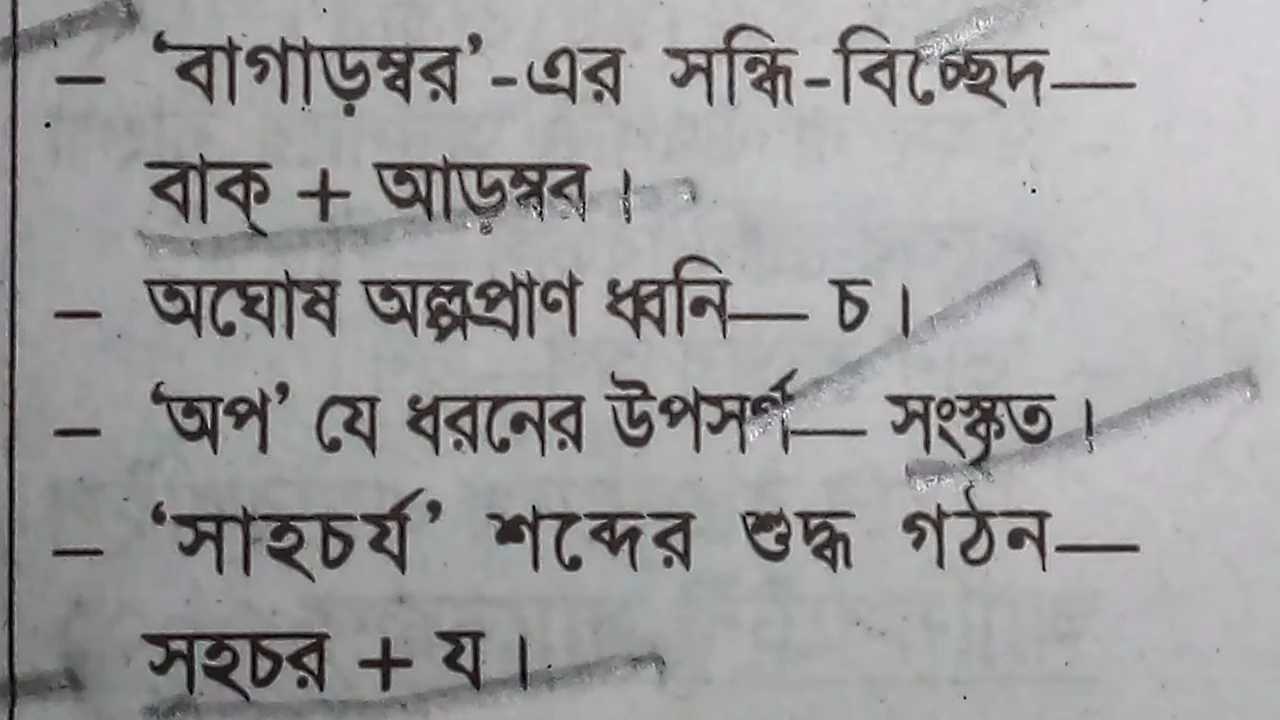 – ‘বাগাড়ম্বর’-এর সন্ধি-বিচ্ছেদ—
বাক্ + আড়ম্বর।
– অঘোষ অল্পপ্রাণ ধ্বনি— চ।
– ‘অপ’ যে ধরনের উপসর্গ— সংস্কৃত।
– ‘সাহচর্য’ শব্দের শুদ্ধ গঠন—
সহচর + য।